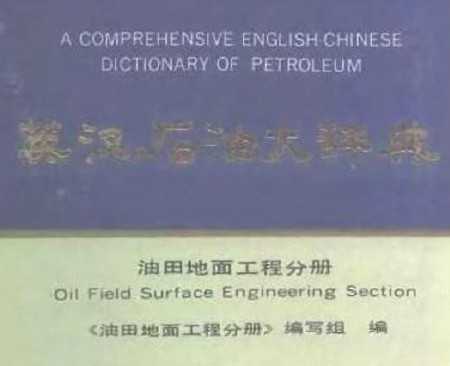 A COMPREHENSIVE ENGLISH-CHINESE
DICTIONARY OF PETROLEUM
英汉石油大辞典
油田地面工程分册
Oil Field Surface Engineering Section
《油田地面工程分册》 编写组 编